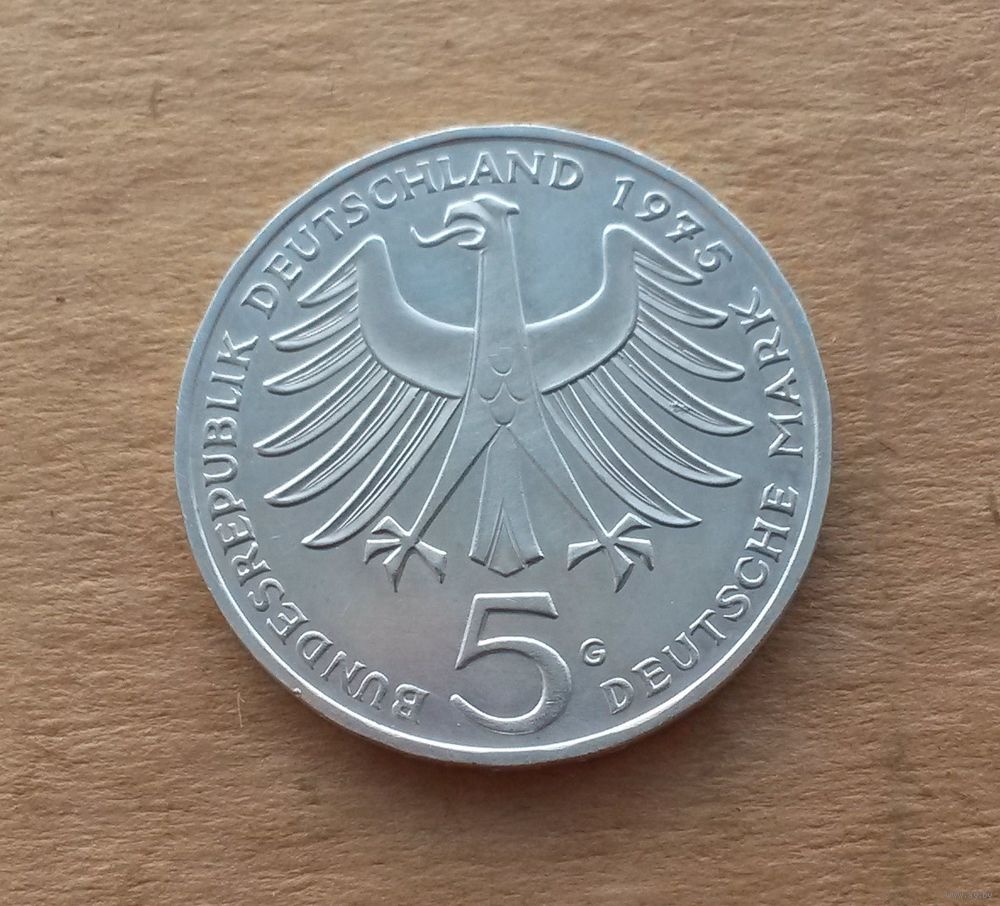 BUNDESREPUBLIK DEUTSCHLAND 1975
DEUTSCHE MARK
5
G